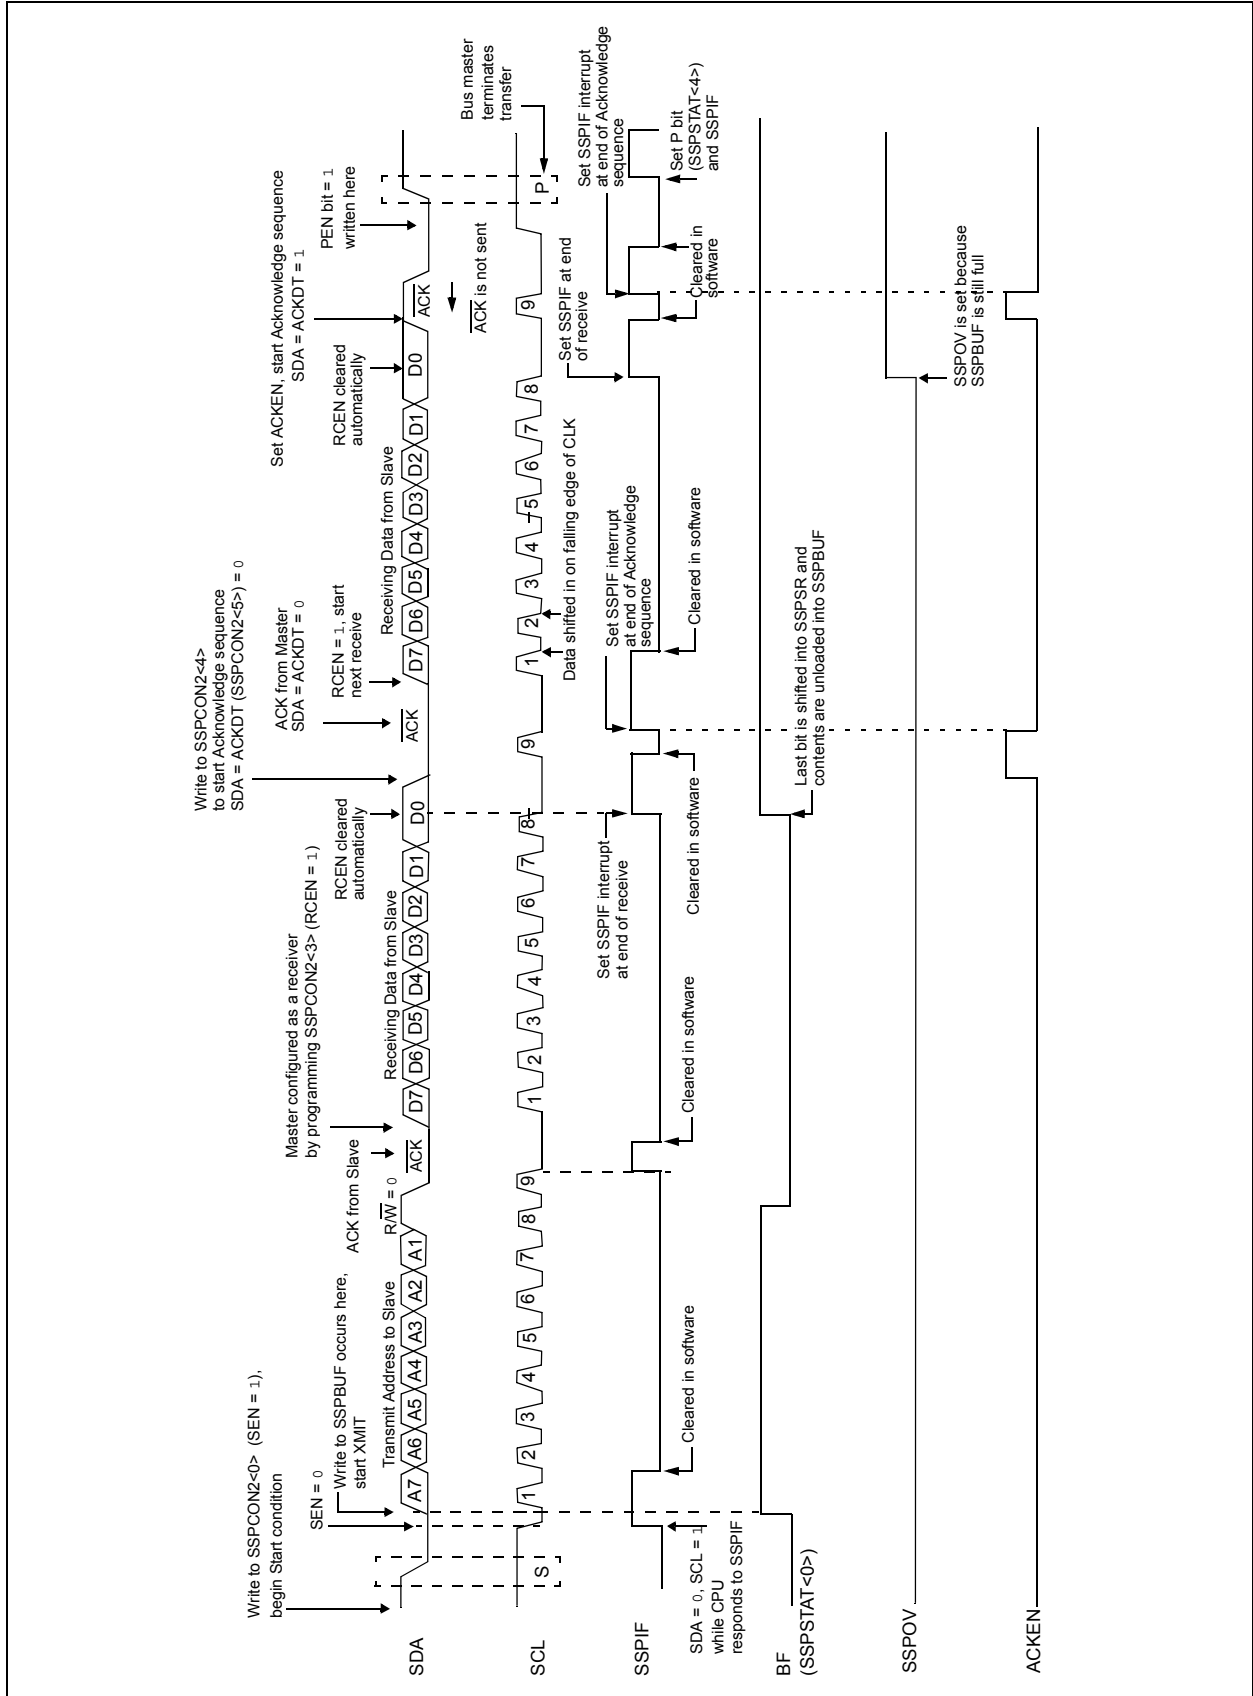 Write to SSPCON2<0> (SEN = 1),
begin Start condition
SEN = 0
Write to SSPBUF occurs here,
start XMIT
Transmit Address to Slave
R/W = 0
ACK from Slave
Master configured as a receiver
by programming SSPCON2<3> (RCEN = 1)
Receiving Data from Slave
RCEN cleared
automatically
Write to SSPCON2<4>
to start Acknowledge sequence
SDA = ACKDT (SSPCON2<5>) = 0
ACK from Master
SDA = ACKDT = 0
RCEN = 1, start
next receive
Receiving Data from Slave
RCEN cleared
automatically
Set ACKEN, start Acknowledge sequence
SDA = ACKDT = 1
PEN bit = 1
written here
SDA
A7 A6 A5 A4 A3 A2 A1
ACK
D7 D6 D5 D4 D3 D2 D1 D0
ACK
D7 D6 D5 D4 D3 D2 D1 D0
ACK
ACK is not sent
Bus master
terminates
transfer
SCL
S
1 2 3 4 5 6 7 8 9
1 2 3 4 5 6 7 8
9
1 2 3 4 5 6 7 8
9
P
Data shifted in on falling edge of CLK
Set SSPIF interrupt
at end of receive
Set SSPIF interrupt
at end of Acknowledge
sequence
Set SSPIF at end
of receive
Set SSPIF interrupt
at end of Acknowledge
sequence
SSPIF
SDA = 0, SCL = 1
while CPU
responds to SSPIF
Cleared in software
Cleared in software
Cleared in software
Cleared in software
Cleared in
software
Set P bit
(SSPSTAT<4>)
and SSPIF
BF
(SSPSTAT<0>)
Last bit is shifted into SSPSR and
contents are unloaded into SSPBUF
SSPOV
SSPOV is set because
SSPBUF is still full
ACKEN